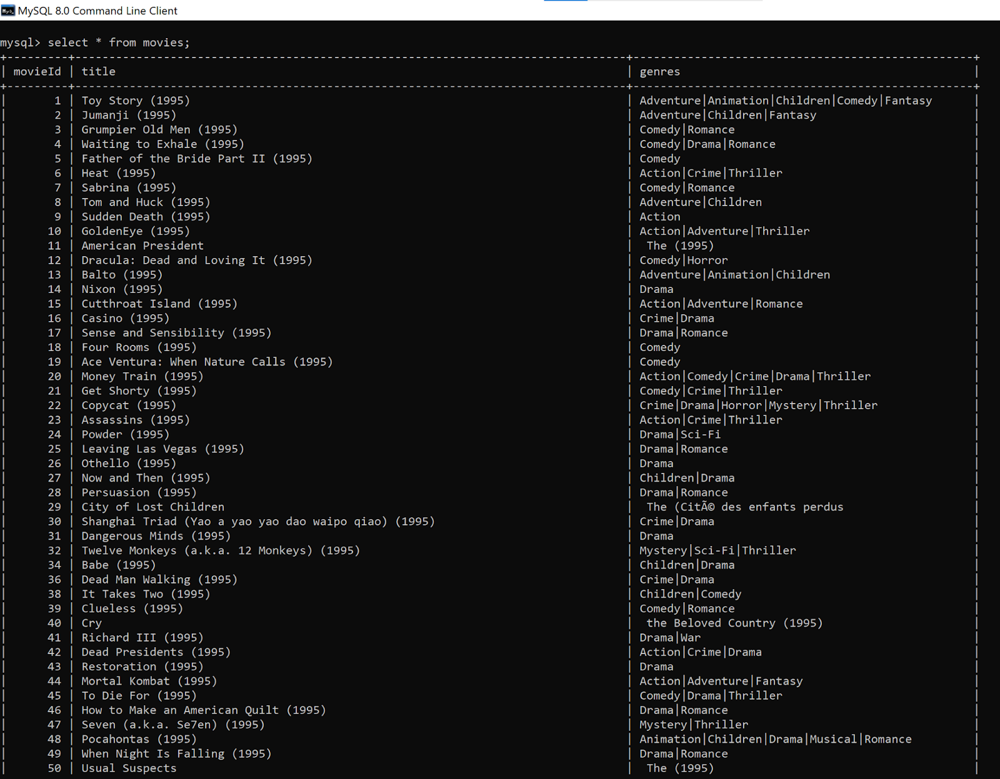 MySQL 8.0 Command Line Client
mysql> select * from movies;
+---------+---------------------------------------------------------------------------------+---------------------------------------------------+
| movieId | title | genres |
+---------+---------------------------------------------------------------------------------+---------------------------------------------------+
| 1 | Toy Story (1995) | Adventure|Animation|Children|Comedy|Fantasy |
| 2 | Jumanji (1995) | Adventure|Children|Fantasy |
| 3 | Grumpier Old Men (1995) | Comedy|Romance |
| 4 | Waiting to Exhale (1995) | Comedy|Drama|Romance |
| 5 | Father of the Bride Part II (1995) | Comedy |
| 6 | Heat (1995) | Action|Crime|Thriller |
| 7 | Sabrina (1995) | Comedy|Romance |
| 8 | Tom and Huck (1995) | Adventure|Children |
| 9 | Sudden Death (1995) | Action |
| 10 | GoldenEye (1995) | Action|Adventure|Thriller |
| 11 | American President | The (1995) |
| 12 | Dracula: Dead and Loving It (1995) | Comedy|Horror |
| 13 | Balto (1995) | Adventure|Animation|Children |
| 14 | Nixon (1995) | Drama |
| 15 | Cutthroat Island (1995) | Action|Adventure|Romance |
| 16 | Casino (1995) | Crime|Drama |
| 17 | Sense and Sensibility (1995) | Drama|Romance |
| 18 | Four Rooms (1995) | Comedy |
| 19 | Ace Ventura: When Nature Calls (1995) | Comedy |
| 20 | Money Train (1995) | Action|Comedy|Crime|Drama|Thriller |
| 21 | Get Shorty (1995) | Comedy|Crime|Thriller |
| 22 | Copycat (1995) | Crime|Drama|Horror|Mystery|Thriller |
| 23 | Assassins (1995) | Action|Crime|Thriller |
| 24 | Powder (1995) | Drama|Sci-Fi |
| 25 | Leaving Las Vegas (1995) | Drama|Romance |
| 26 | Othello (1995) | Drama |
| 27 | Now and Then (1995) | Children|Drama |
| 28 | Persuasion (1995) | Drama|Romance |
| 29 | City of Lost Children | The (CitÃ© des enfants perdus |
| 30 | Shanghai Triad (Yao a yao yao dao waipo qiao) (1995) | Crime|Drama |
| 31 | Dangerous Minds (1995) | Drama |
| 32 | Twelve Monkeys (a.k.a. 12 Monkeys) (1995) | Mystery|Sci-Fi|Thriller |
| 34 | Babe (1995) | Children|Drama |
| 36 | Dead Man Walking (1995) | Crime|Drama |
| 38 | It Takes Two (1995) | Children|Comedy |
| 39 | Clueless (1995) | Comedy|Romance |
| 40 | Cry | the Beloved Country (1995) |
| 41 | Richard III (1995) | Drama|War |
| 42 | Dead Presidents (1995) | Action|Crime|Drama |
| 43 | Restoration (1995) | Drama |
| 44 | Mortal Kombat (1995) | Action|Adventure|Fantasy |
| 45 | To Die For (1995) | Comedy|Drama|Thriller |
| 46 | How to Make an American Quilt (1995) | Drama|Romance |
| 47 | Seven (a.k.a. Se7en) (1995) | Mystery|Thriller |
| 48 | Pocahontas (1995) | Animation|Children|Drama|Musical|Romance |
| 49 | When Night Is Falling (1995) | Drama|Romance |
| 50 | Usual Suspects | The (1995) |